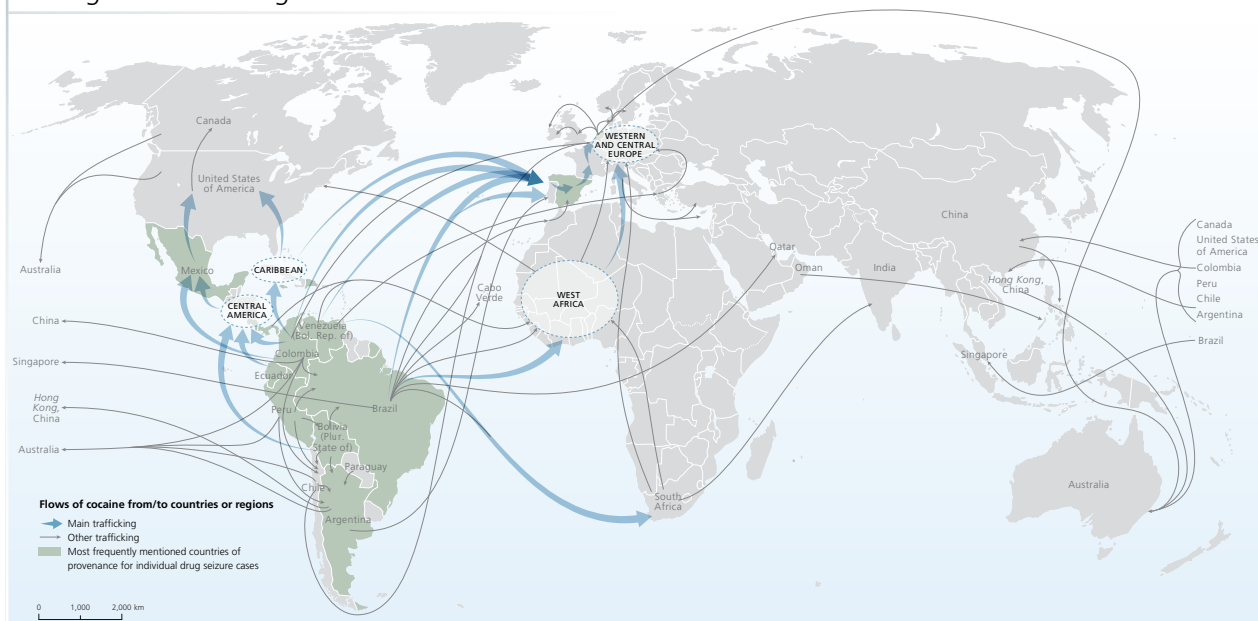 Canada
United States
of America
Australia
Mexico
CARIBBEAN
CENTRAL
AMERICA
WESTERN
AND CENTRAL
EUROPE
China
Qatar
Oman
India
Hong Kong,
China
Canada
United States
of America
Colombia
Peru
Chile
Argentina
Brazil
Cabo
Verde
WEST
AFRICA
China
Singapore
Hong
Kong,
China
Australia
Venezuela
(Bol. Rep. of)
Colombia
Ecuador
Peru
Brazil
Bolivia
(Plur.
State of)
Paraguay
Chile
Argentina
Singapore
South
Africa
Australia
Flows of cocaine from/to countries or regions
Main trafficking
Other trafficking
Most frequently mentioned countries of
provenance for individual drug seizure cases
0 1,000 2,000 km